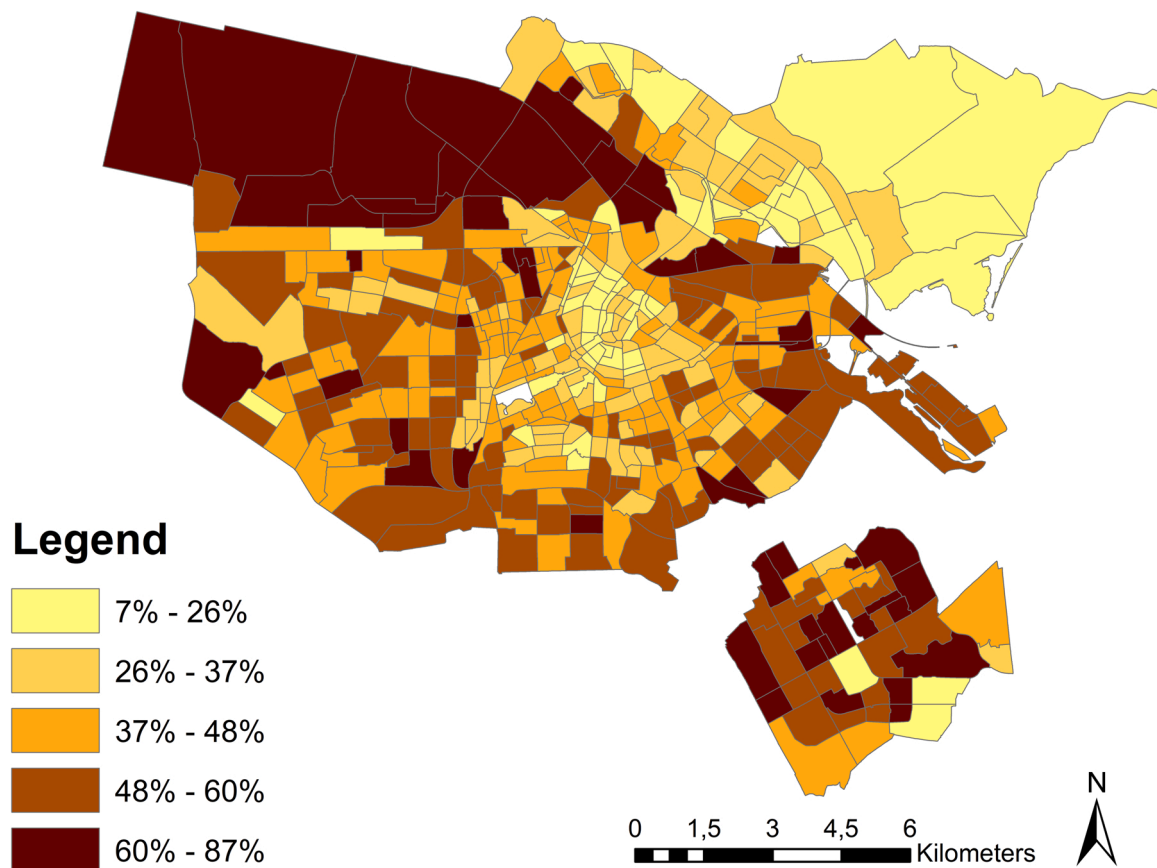 Legend
7% - 26%
26% - 37%
37% - 48%
48% - 60%
60% - 87%
0 1,5 3 4,5 6
Kilometers
N